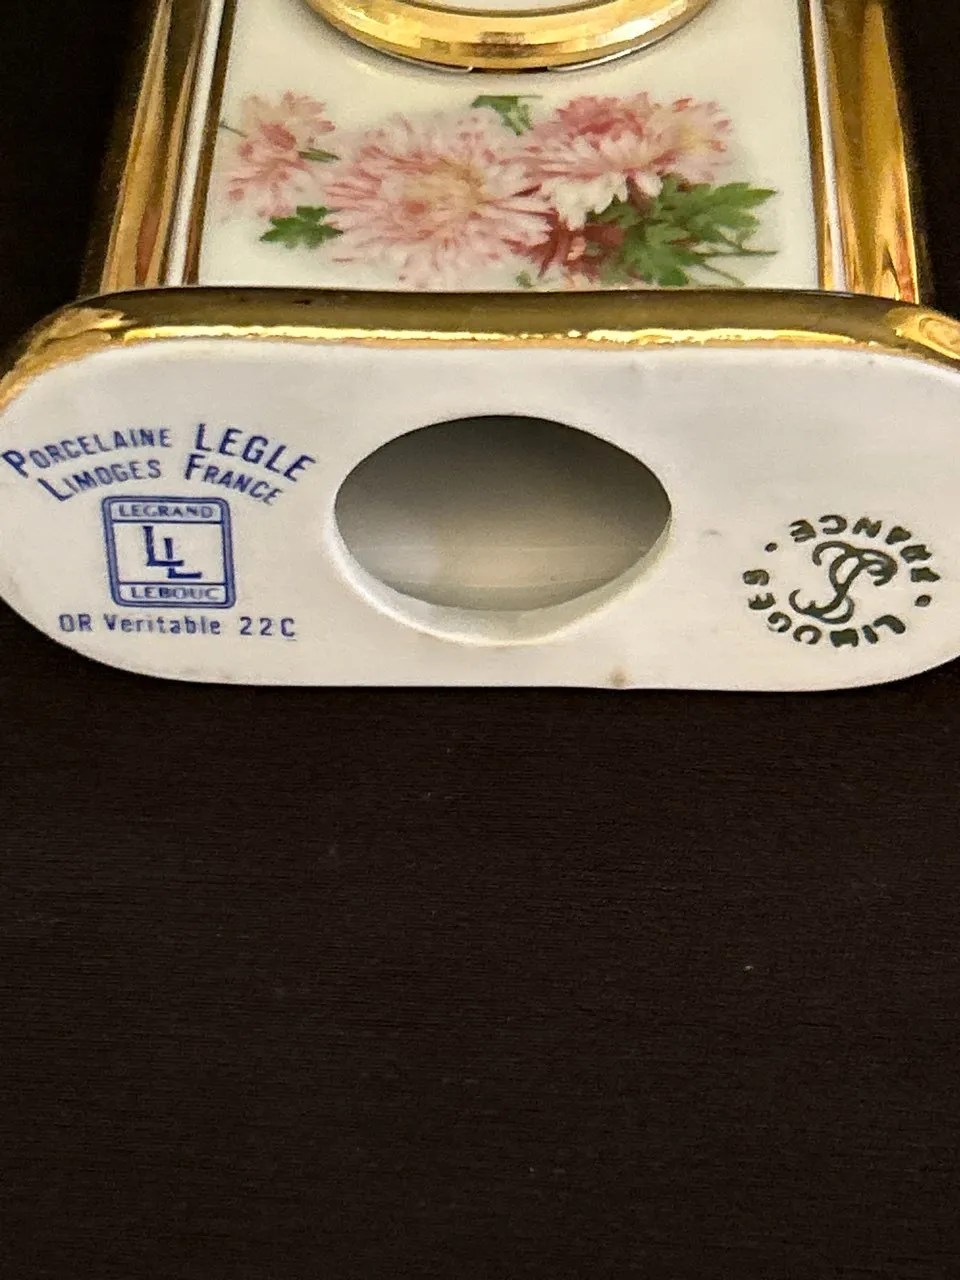 PORCELAINE LEGLE
LIMOGES FRANCE
LEGRAND
LL
LEBOUC
OR Veritable 22C
LIMOGES • FRANCE •